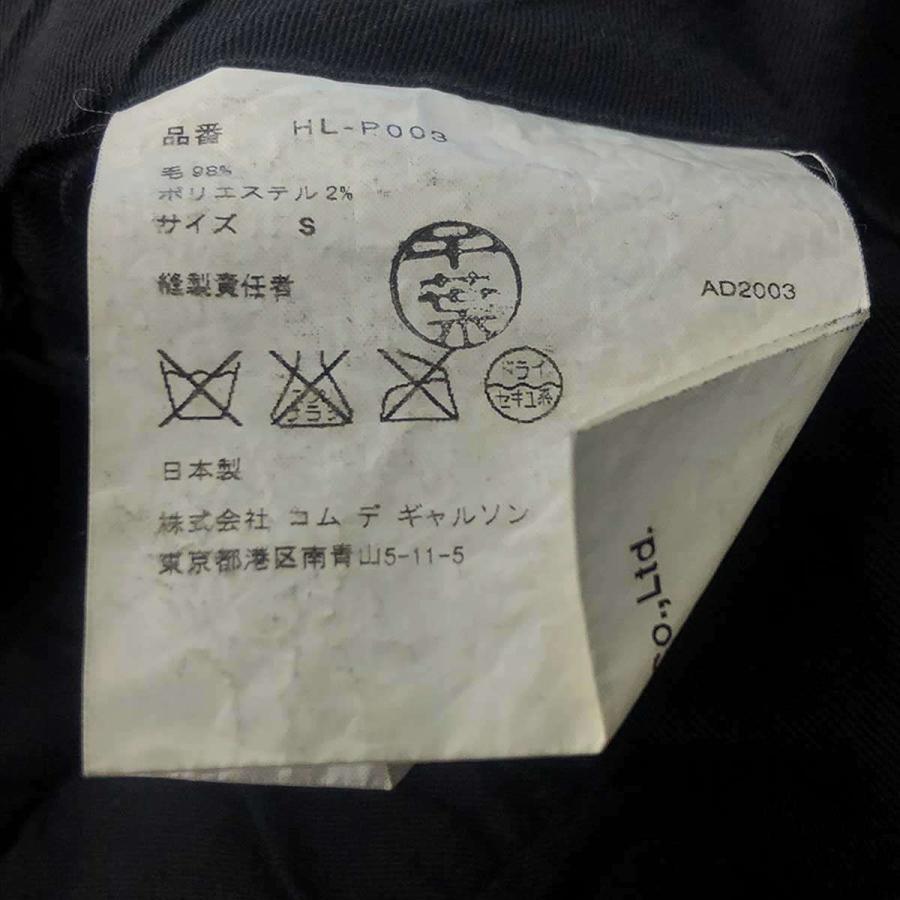 品番 HL-P003
毛 98%
ポリエステル 2%
サイズ S
縫製責任者
千葉
AD2003
ドライ
セキユ系
日本製
株式会社 コム デ ギャルソン
東京都港区南青山5-11-5
co.,Ltd.